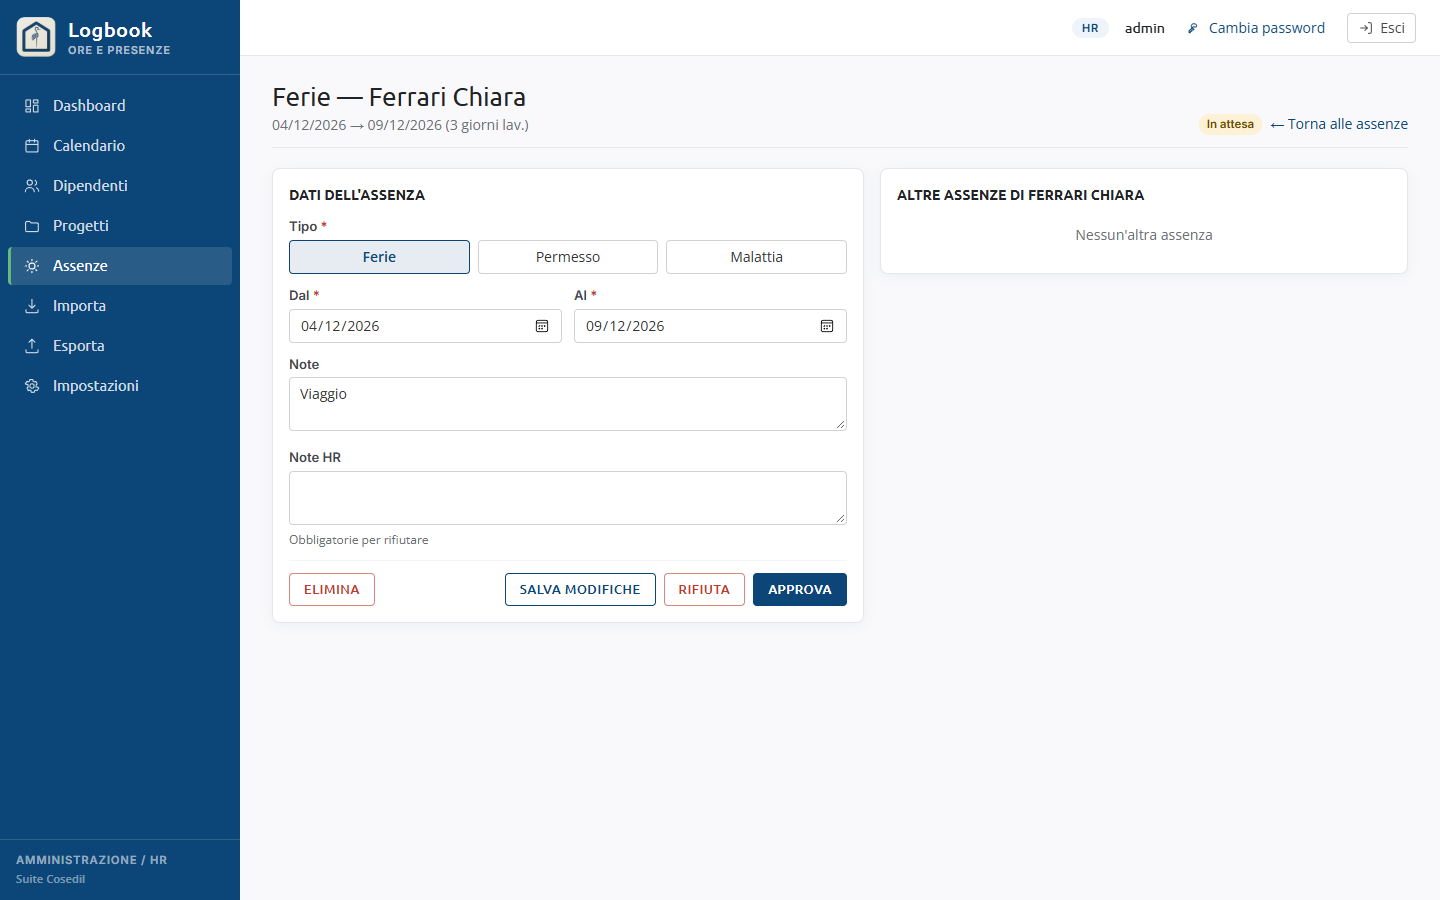 Logbook
ORE E PRESENZE
Dashboard
Calendario
Dipendenti
Progetti
Assenze
Importa
Esporta
Impostazioni
AMMINISTRAZIONE / HR
Suite Cosedil
HR admin Cambia password Esci
Ferie — Ferrari Chiara
04/12/2026 → 09/12/2026 (3 giorni lav.)
In attesa ← Torna alle assenze
DATI DELL'ASSENZA
Tipo *
Ferie Permesso Malattia
Dal * Al *
04/12/2026 09/12/2026
Note
Viaggio
Note HR
Obbligatorie per rifiutare
ELIMINA SALVA MODIFICHE RIFIUTA APPROVA
ALTRE ASSENZE DI FERRARI CHIARA
Nessun'altra assenza